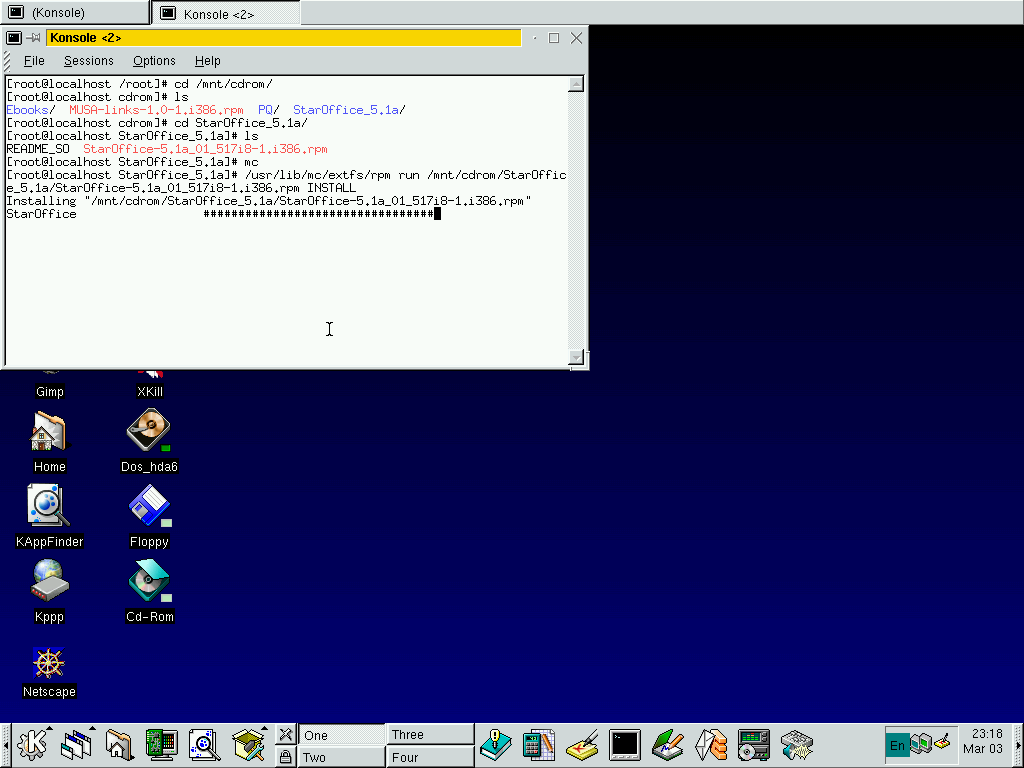 (Konsole)
Konsole <2>
Konsole <2>
File Sessions Options Help
[root@localhost /root]# cd /mnt/cdrom/
[root@localhost cdrom]# ls
Ebooks/  MUSA-links-1.0-1.i386.rpm  PQ/  StarOffice_5.1a/
[root@localhost cdrom]# cd StarOffice_5.1a/
[root@localhost StarOffice_5.1a]# ls
README_SO  StarOffice-5.1a_01_517i8-1.i386.rpm
[root@localhost StarOffice_5.1a]# mc
[root@localhost StarOffice_5.1a]# /usr/lib/mc/extfs/rpm run /mnt/cdrom/StarOffic
e_5.1a/StarOffice-5.1a_01_517i8-1.i386.rpm INSTALL
Installing "/mnt/cdrom/StarOffice_5.1a/StarOffice-5.1a_01_517i8-1.i386.rpm"
StarOffice                  #################################
Gimp
XKill
Home
Dos_hda6
KAppFinder
Floppy
Kppp
Cd-Rom
Netscape
One
Three
Two
Four
En
23:18
Mar 03